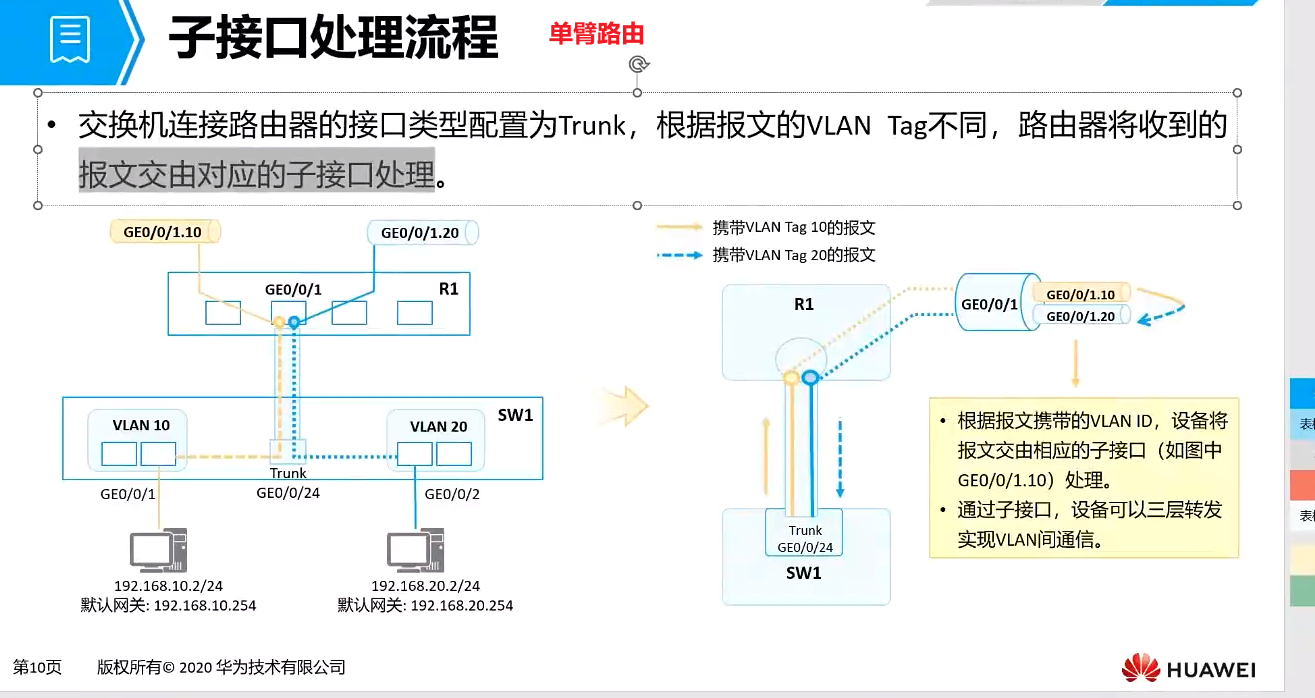 子接口处理流程
单臂路由
• 交换机连接路由器的接口类型配置为Trunk，根据报文的VLAN Tag不同，路由器将收到的
报文交由对应的子接口处理。
GE0/0/1.10
GE0/0/1.20
GE0/0/1
R1
VLAN 10
VLAN 20
SW1
Trunk
GE0/0/1
GE0/0/24
GE0/0/2
192.168.10.2/24
默认网关: 192.168.10.254
192.168.20.2/24
默认网关: 192.168.20.254
携带VLAN Tag 10的报文
携带VLAN Tag 20的报文
R1
GE0/0/1
GE0/0/1.10
GE0/0/1.20
Trunk
GE0/0/24
SW1
• 根据报文携带的VLAN ID，设备将
报文交由相应的子接口（如图中
GE0/0/1.10）处理。
• 通过子接口，设备可以三层转发
实现VLAN间通信。
第10页
版权所有© 2020 华为技术有限公司
HUAWEI